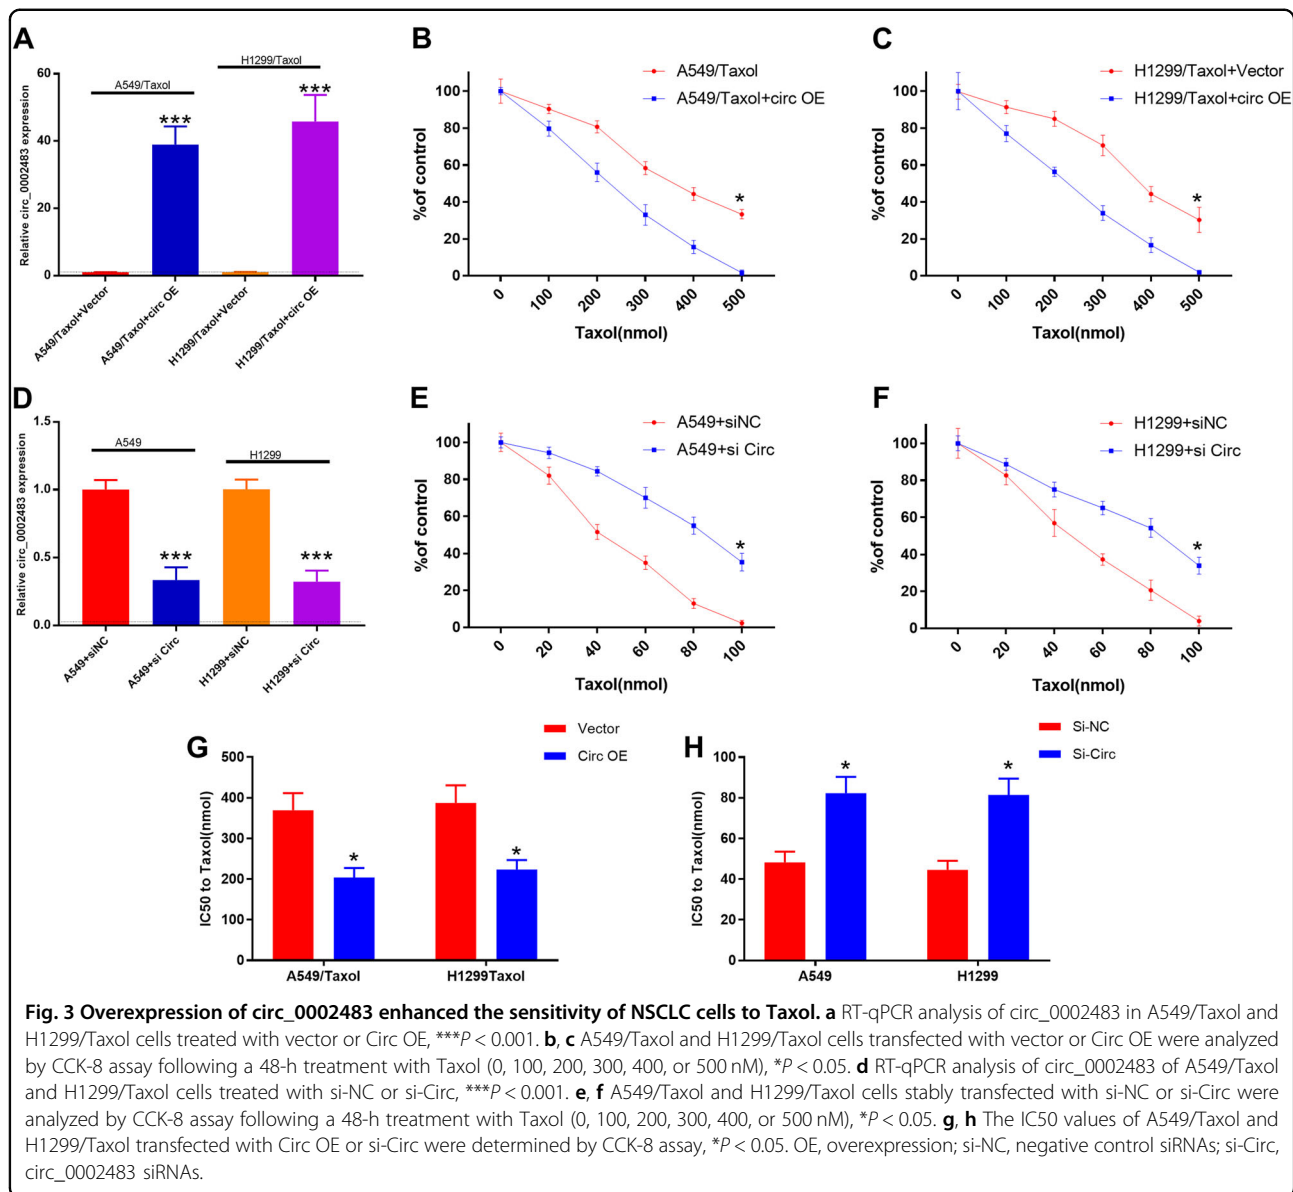 A
Relative circ_0002483 expression
60
40
20
0
A549/Taxol
H1299/Taxol
***
***
A549/Taxol+Vector
A549/Taxol+circ OE
H1299/Taxol+Vector
H1299/Taxol+circ OE
B
A549/Taxol
A549/Taxol+circ OE
%of control
100
80
60
40
20
0
*
0
100
200
300
400
500
Taxol(nmol)
C
H1299/Taxol+Vector
H1299/Taxol+circ OE
%of control
100
80
60
40
20
0
*
0
100
200
300
400
500
Taxol(nmol)
D
Relative circ_0002483 expression
1.5
1.0
0.5
0.0
A549
H1299
***
***
A549+siNC
A549+si Circ
H1299+siNC
H1299+si Circ
E
A549+siNC
A549+si Circ
%of control
100
80
60
40
20
0
*
0
20
40
60
80
100
Taxol(nmol)
F
H1299+siNC
H1299+si Circ
%of control
100
80
60
40
20
0
*
0
20
40
60
80
100
Taxol(nmol)
G
Vector
Circ OE
IC50 to Taxol(nmol)
500
400
300
200
100
0
*
*
A549/Taxol
H1299Taxol
H
Si-NC
Si-Circ
IC50 to Taxol(nmol)
100
80
60
40
20
0
*
*
A549
H1299
Fig. 3 Overexpression of circ_0002483 enhanced the sensitivity of NSCLC cells to Taxol. a RT-qPCR analysis of circ_0002483 in A549/Taxol and
H1299/Taxol cells treated with vector or Circ OE, ***P < 0.001. b, c A549/Taxol and H1299/Taxol cells transfected with vector or Circ OE were analyzed
by CCK-8 assay following a 48-h treatment with Taxol (0, 100, 200, 300, 400, or 500 nM), *P < 0.05. d RT-qPCR analysis of circ_0002483 of A549/Taxol
and H1299/Taxol cells treated with si-NC or si-Circ, ***P < 0.001. e, f A549/Taxol and H1299/Taxol cells stably transfected with si-NC or si-Circ were
analyzed by CCK-8 assay following a 48-h treatment with Taxol (0, 100, 200, 300, 400, or 500 nM), *P < 0.05. g, h The IC50 values of A549/Taxol and
H1299/Taxol transfected with Circ OE or si-Circ were determined by CCK-8 assay, *P < 0.05. OE, overexpression; si-NC, negative control siRNAs; si-Circ,
circ_0002483 siRNAs.